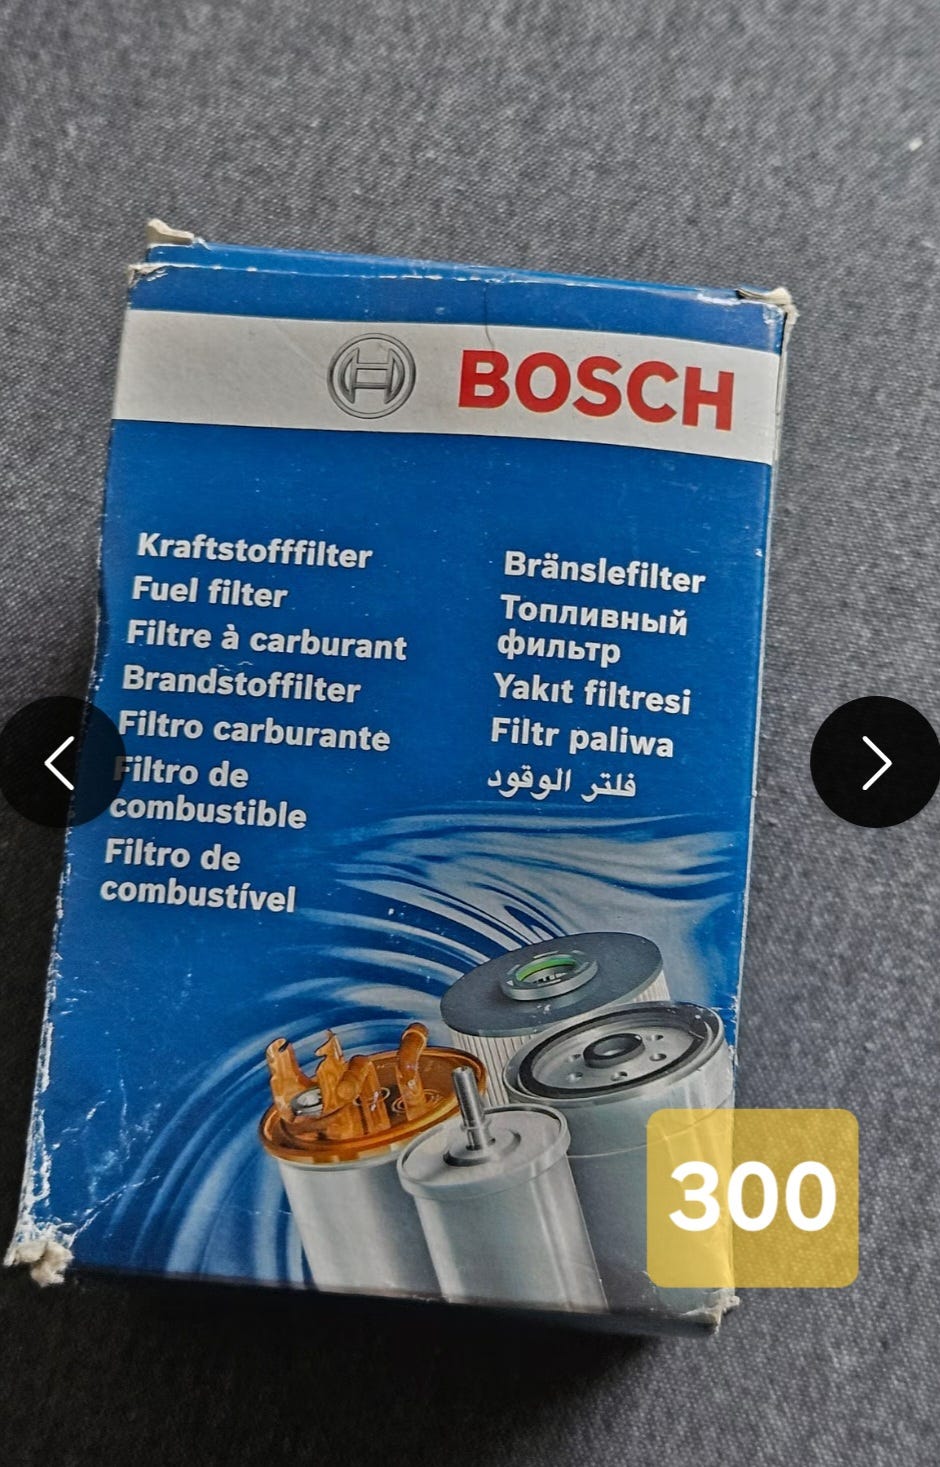 BOSCH
Kraftstofffilter
Fuel filter
Filtre à carburant
Brandstoffilter
Filtro carburante
Filtro de
combustible
Filtro de
combustível
Bränslefilter
Топливный
фильтр
Yakıt filtresi
Filtr paliwa
فلتر الوقود
300